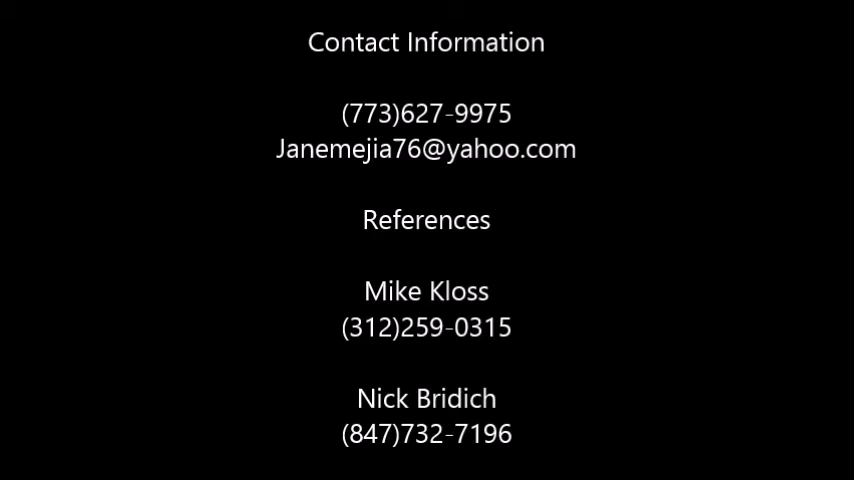 Contact Information
(773)627-9975
Janemejia76@yahoo.com
References
Mike Kloss
(312)259-0315
Nick Bridich
(847)732-7196